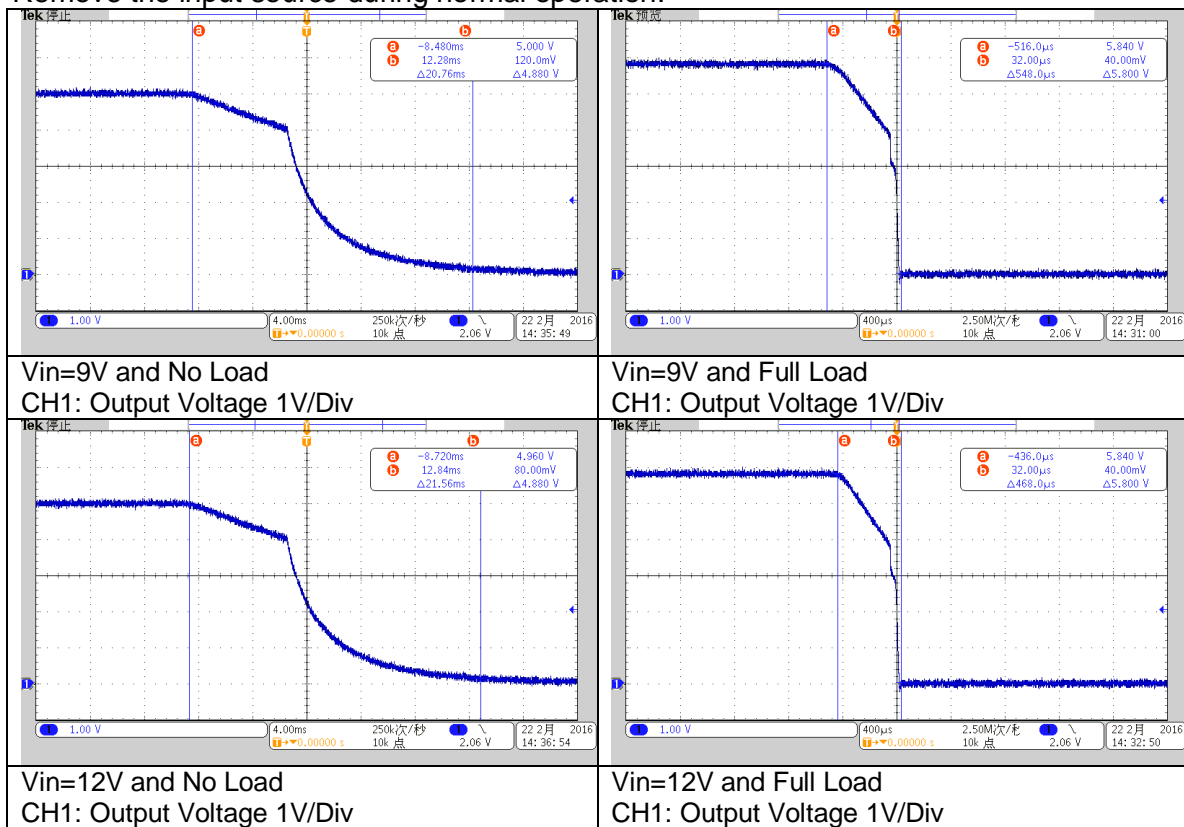 Remove the input source during normal operation.
Tek 停止
a
T
b
a -8.480ms 5.000 V
b 12.28ms 120.0mV
Δ20.76ms Δ4.880 V
1
1 1.00 V
4.00ms 250k次/秒 1 2.06 V
T→▼0.00000 s 10k 点
22 2月 2016
14:35:49
Tek 预览
a
b
a -516.0µs 5.840 V
b 32.00µs 40.00mV
Δ548.0µs Δ5.800 V
1
1 1.00 V
400µs 2.50M次/秒 1 2.06 V
T→▼0.00000 s 10k 点
22 2月 2016
14:31:00
Vin=9V and No Load
CH1: Output Voltage 1V/Div
Vin=9V and Full Load
CH1: Output Voltage 1V/Div
Tek 停止
a
T
b
a -8.720ms 4.960 V
b 12.84ms 80.00mV
Δ21.56ms Δ4.880 V
1
1 1.00 V
4.00ms 250k次/秒 1 2.06 V
T→▼0.00000 s 10k 点
22 2月 2016
14:36:54
Tek 停止
a
b
a -436.0µs 5.840 V
b 32.00µs 40.00mV
Δ468.0µs Δ5.800 V
1
1 1.00 V
400µs 2.50M次/秒 1 2.06 V
T→▼0.00000 s 10k 点
22 2月 2016
14:32:50
Vin=12V and No Load
CH1: Output Voltage 1V/Div
Vin=12V and Full Load
CH1: Output Voltage 1V/Div